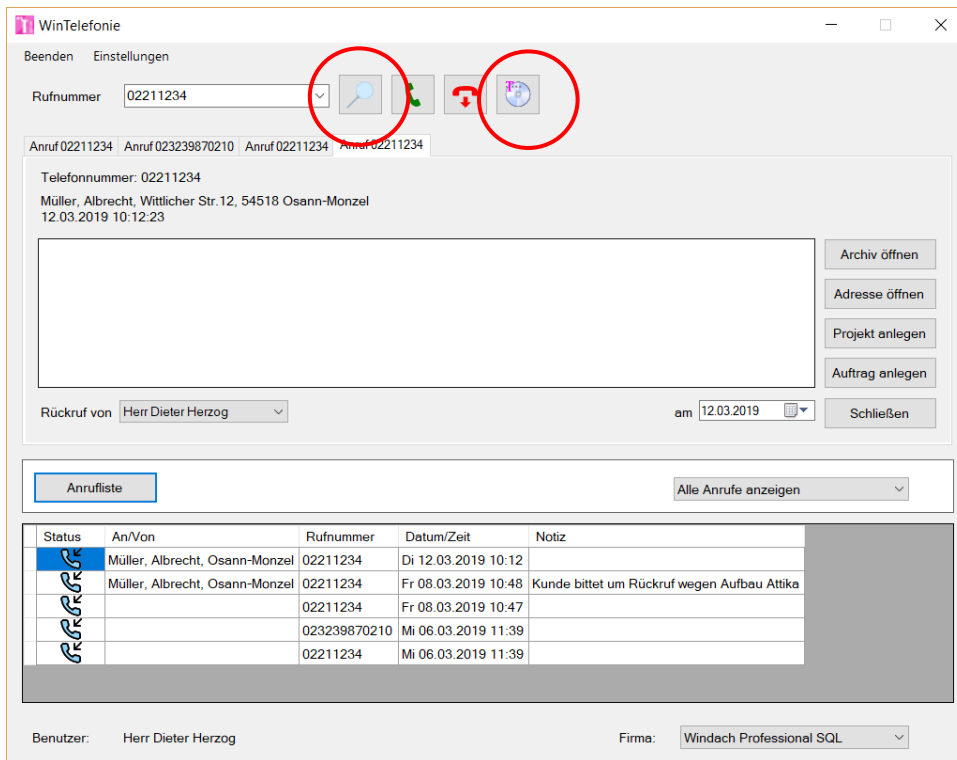 WinTelefonie
Beenden Einstellungen
Rufnummer 02211234
Anruf 02211234 Anruf 023239870210 Anruf 02211234 Anruf 02211234
Telefonnummer: 02211234
Müller, Albrecht, Wittlicher Str.12, 54518 Osann-Monzel
12.03.2019 10:12:23
Archiv öffnen
Adresse öffnen
Projekt anlegen
Auftrag anlegen
Rückruf von Herr Dieter Herzog am 12.03.2019 Schließen
Anrufliste Alle Anrufe anzeigen
Status An/Von Rufnummer Datum/Zeit Notiz
Müller, Albrecht, Osann-Monzel 02211234 Di 12.03.2019 10:12
Müller, Albrecht, Osann-Monzel 02211234 Fr 08.03.2019 10:48 Kunde bittet um Rückruf wegen Aufbau Attika
02211234 Fr 08.03.2019 10:47
023239870210 Mi 06.03.2019 11:39
02211234 Mi 06.03.2019 11:39
Benutzer: Herr Dieter Herzog Firma: Windach Professional SQL